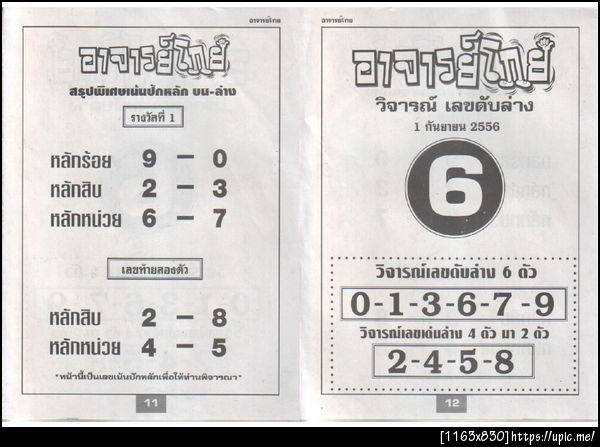 อาจารย์ไทย
อาจารย์ไทย
สรุปพิเศษเน้นปักหลัก บน-ล่าง
รางวัลที่ 1
หลักร้อย 9 – 0
หลักสิบ 2 – 3
หลักหน่วย 6 – 7
เลขท้ายสองตัว
หลักสิบ 2 – 8
หลักหน่วย 4 – 5
"หน้านี้เป็นเลขเน้นปักหลักเพื่อให้ท่านพิจารณา"
11
อาจารย์ไทย
อาจารย์ไทย
วิจารณ์ เลขดับล่าง
1 กันยายน 2556
6
วิจารณ์เลขดับล่าง 6 ตัว
0-1-3-6-7-9
วิจารณ์เลขเด่นล่าง 4 ตัว มา 2 ตัว
2-4-5-8
12
[1163x830]https://upic.me/